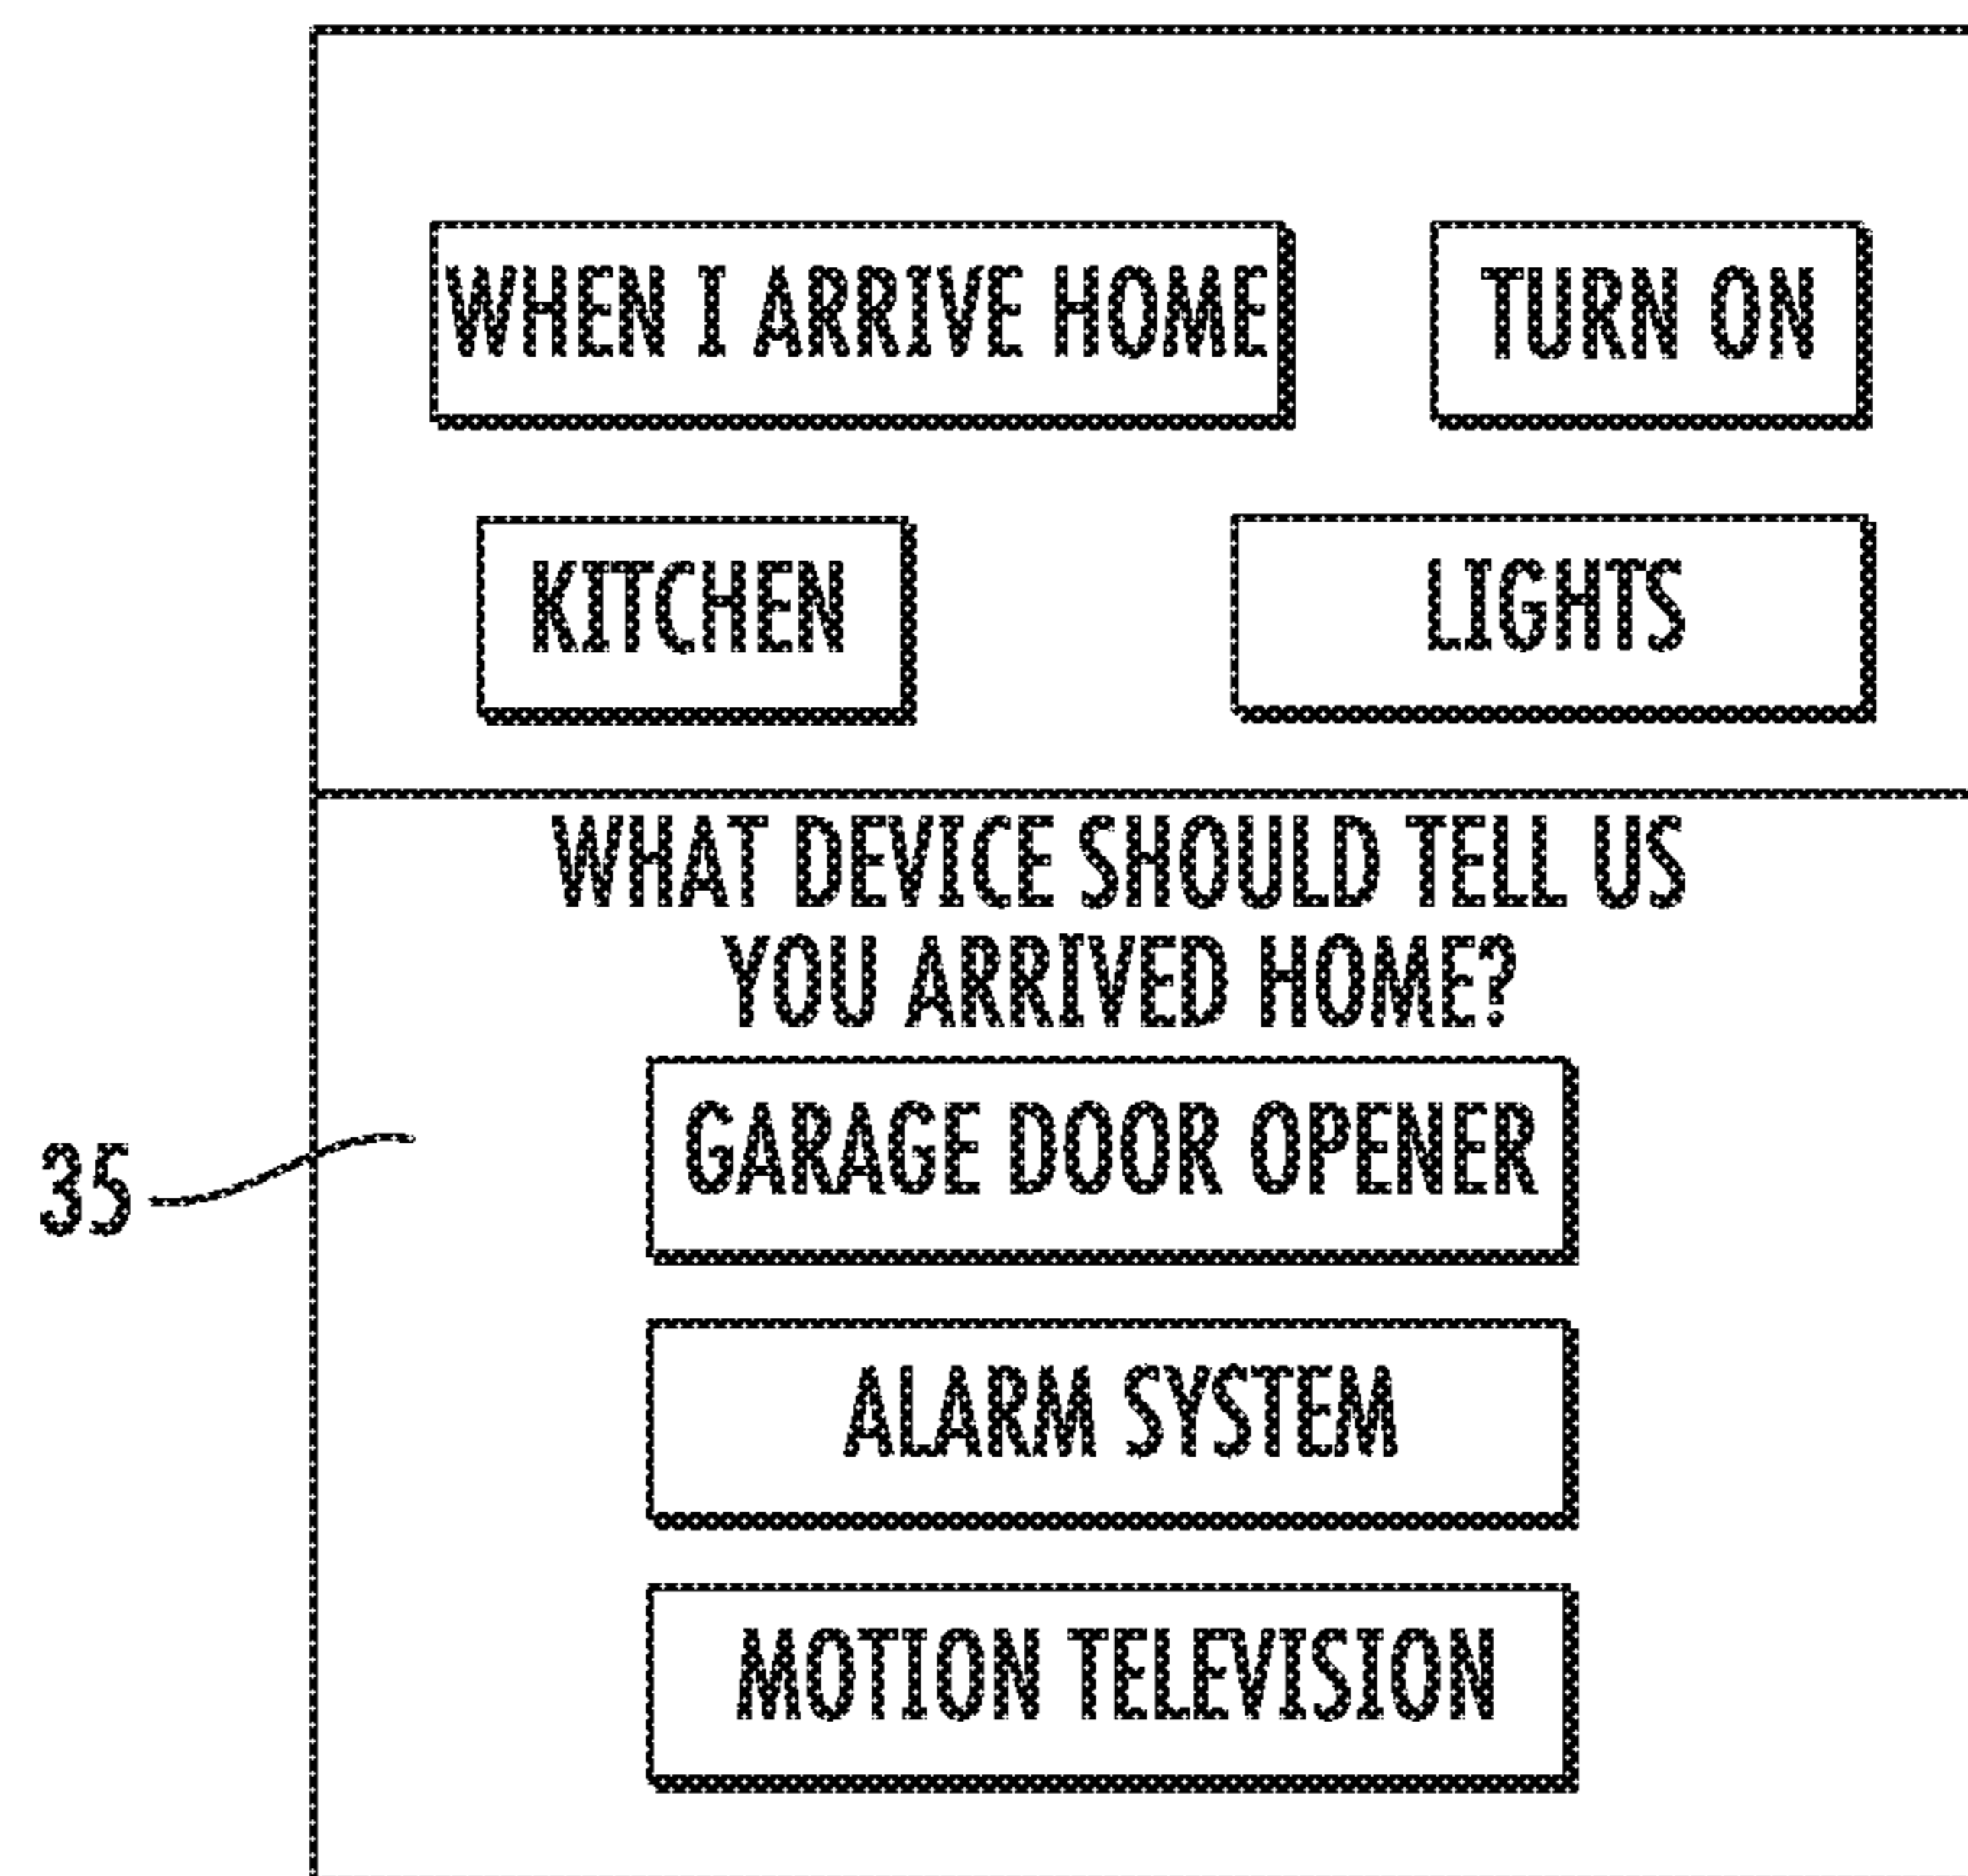 WHEN I ARRIVE HOME TURN ON
KITCHEN LIGHTS
WHAT DEVICE SHOULD TELL US
YOU ARRIVED HOME?
GARAGE DOOR OPENER
35
ALARM SYSTEM
MOTION TELEVISION